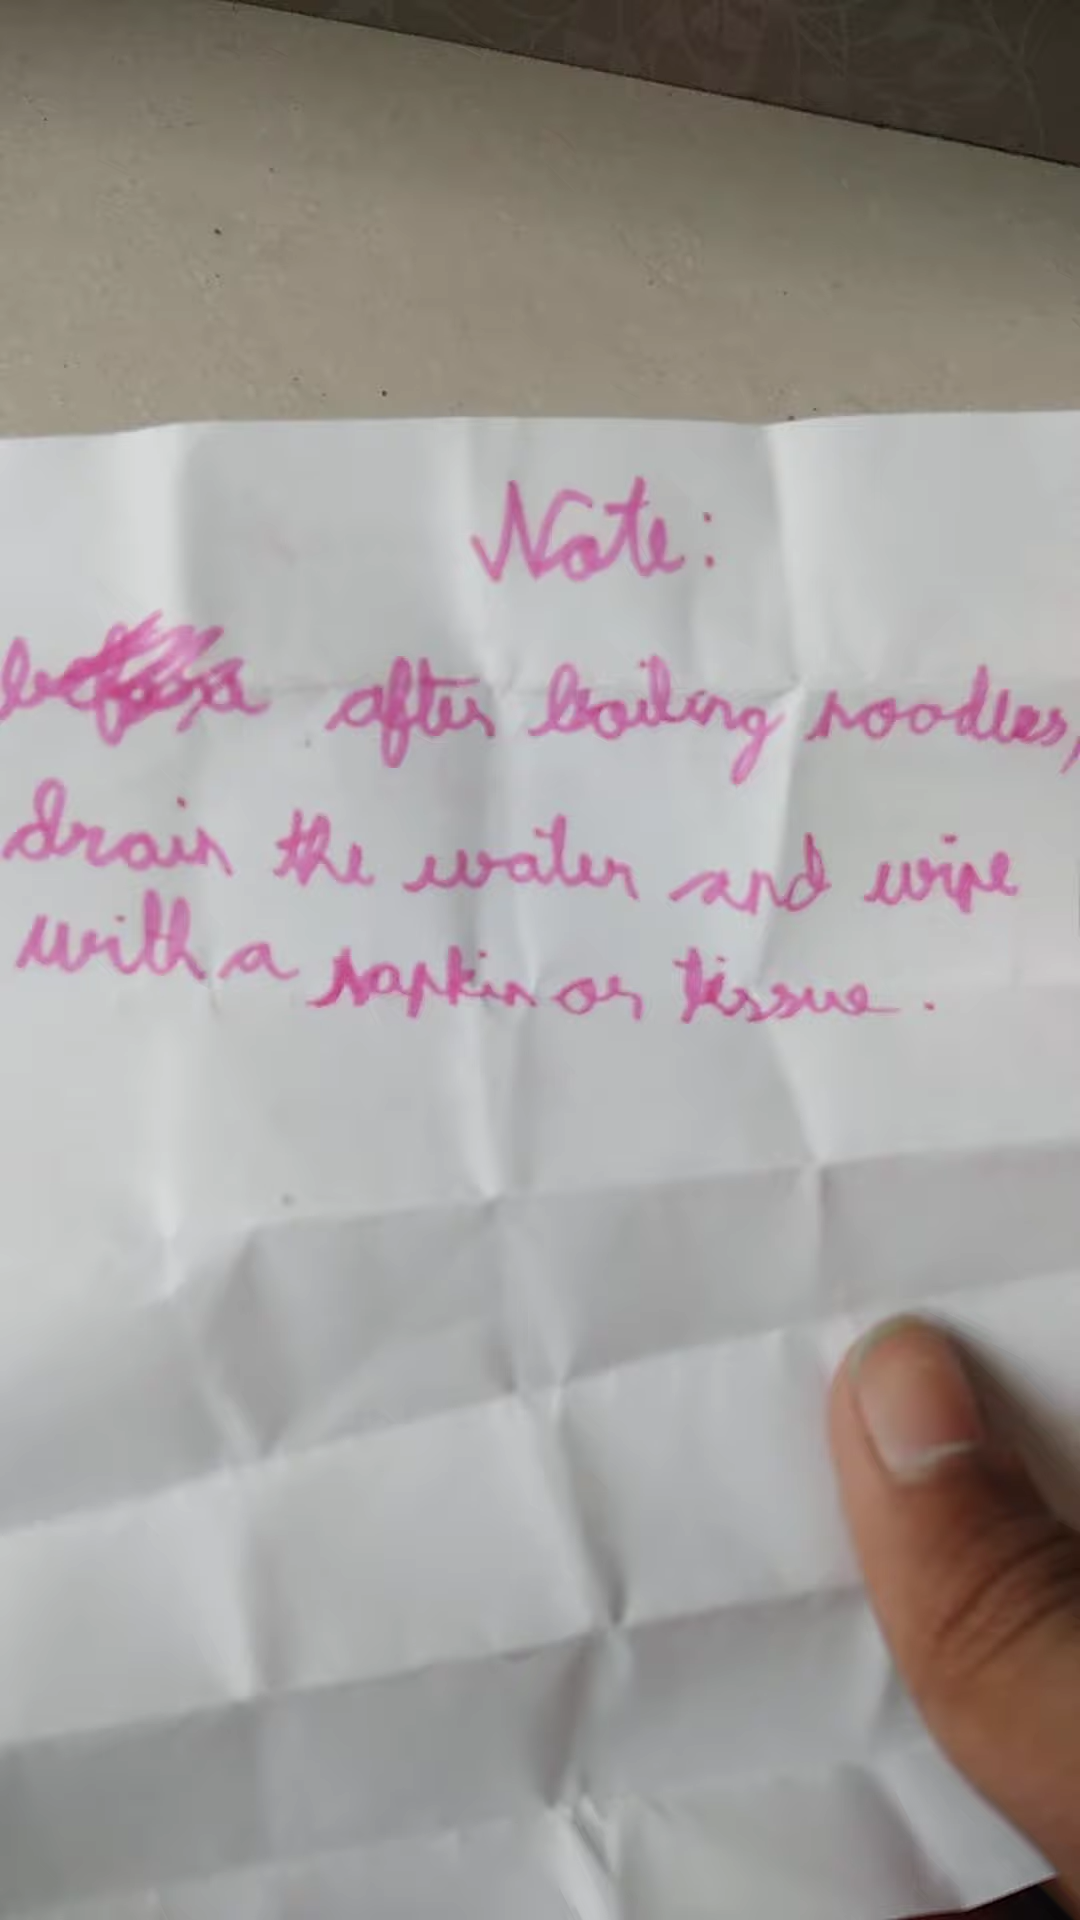 Note:
after boiling noodles,
drain the water and wipe
with a napkin or tissue.